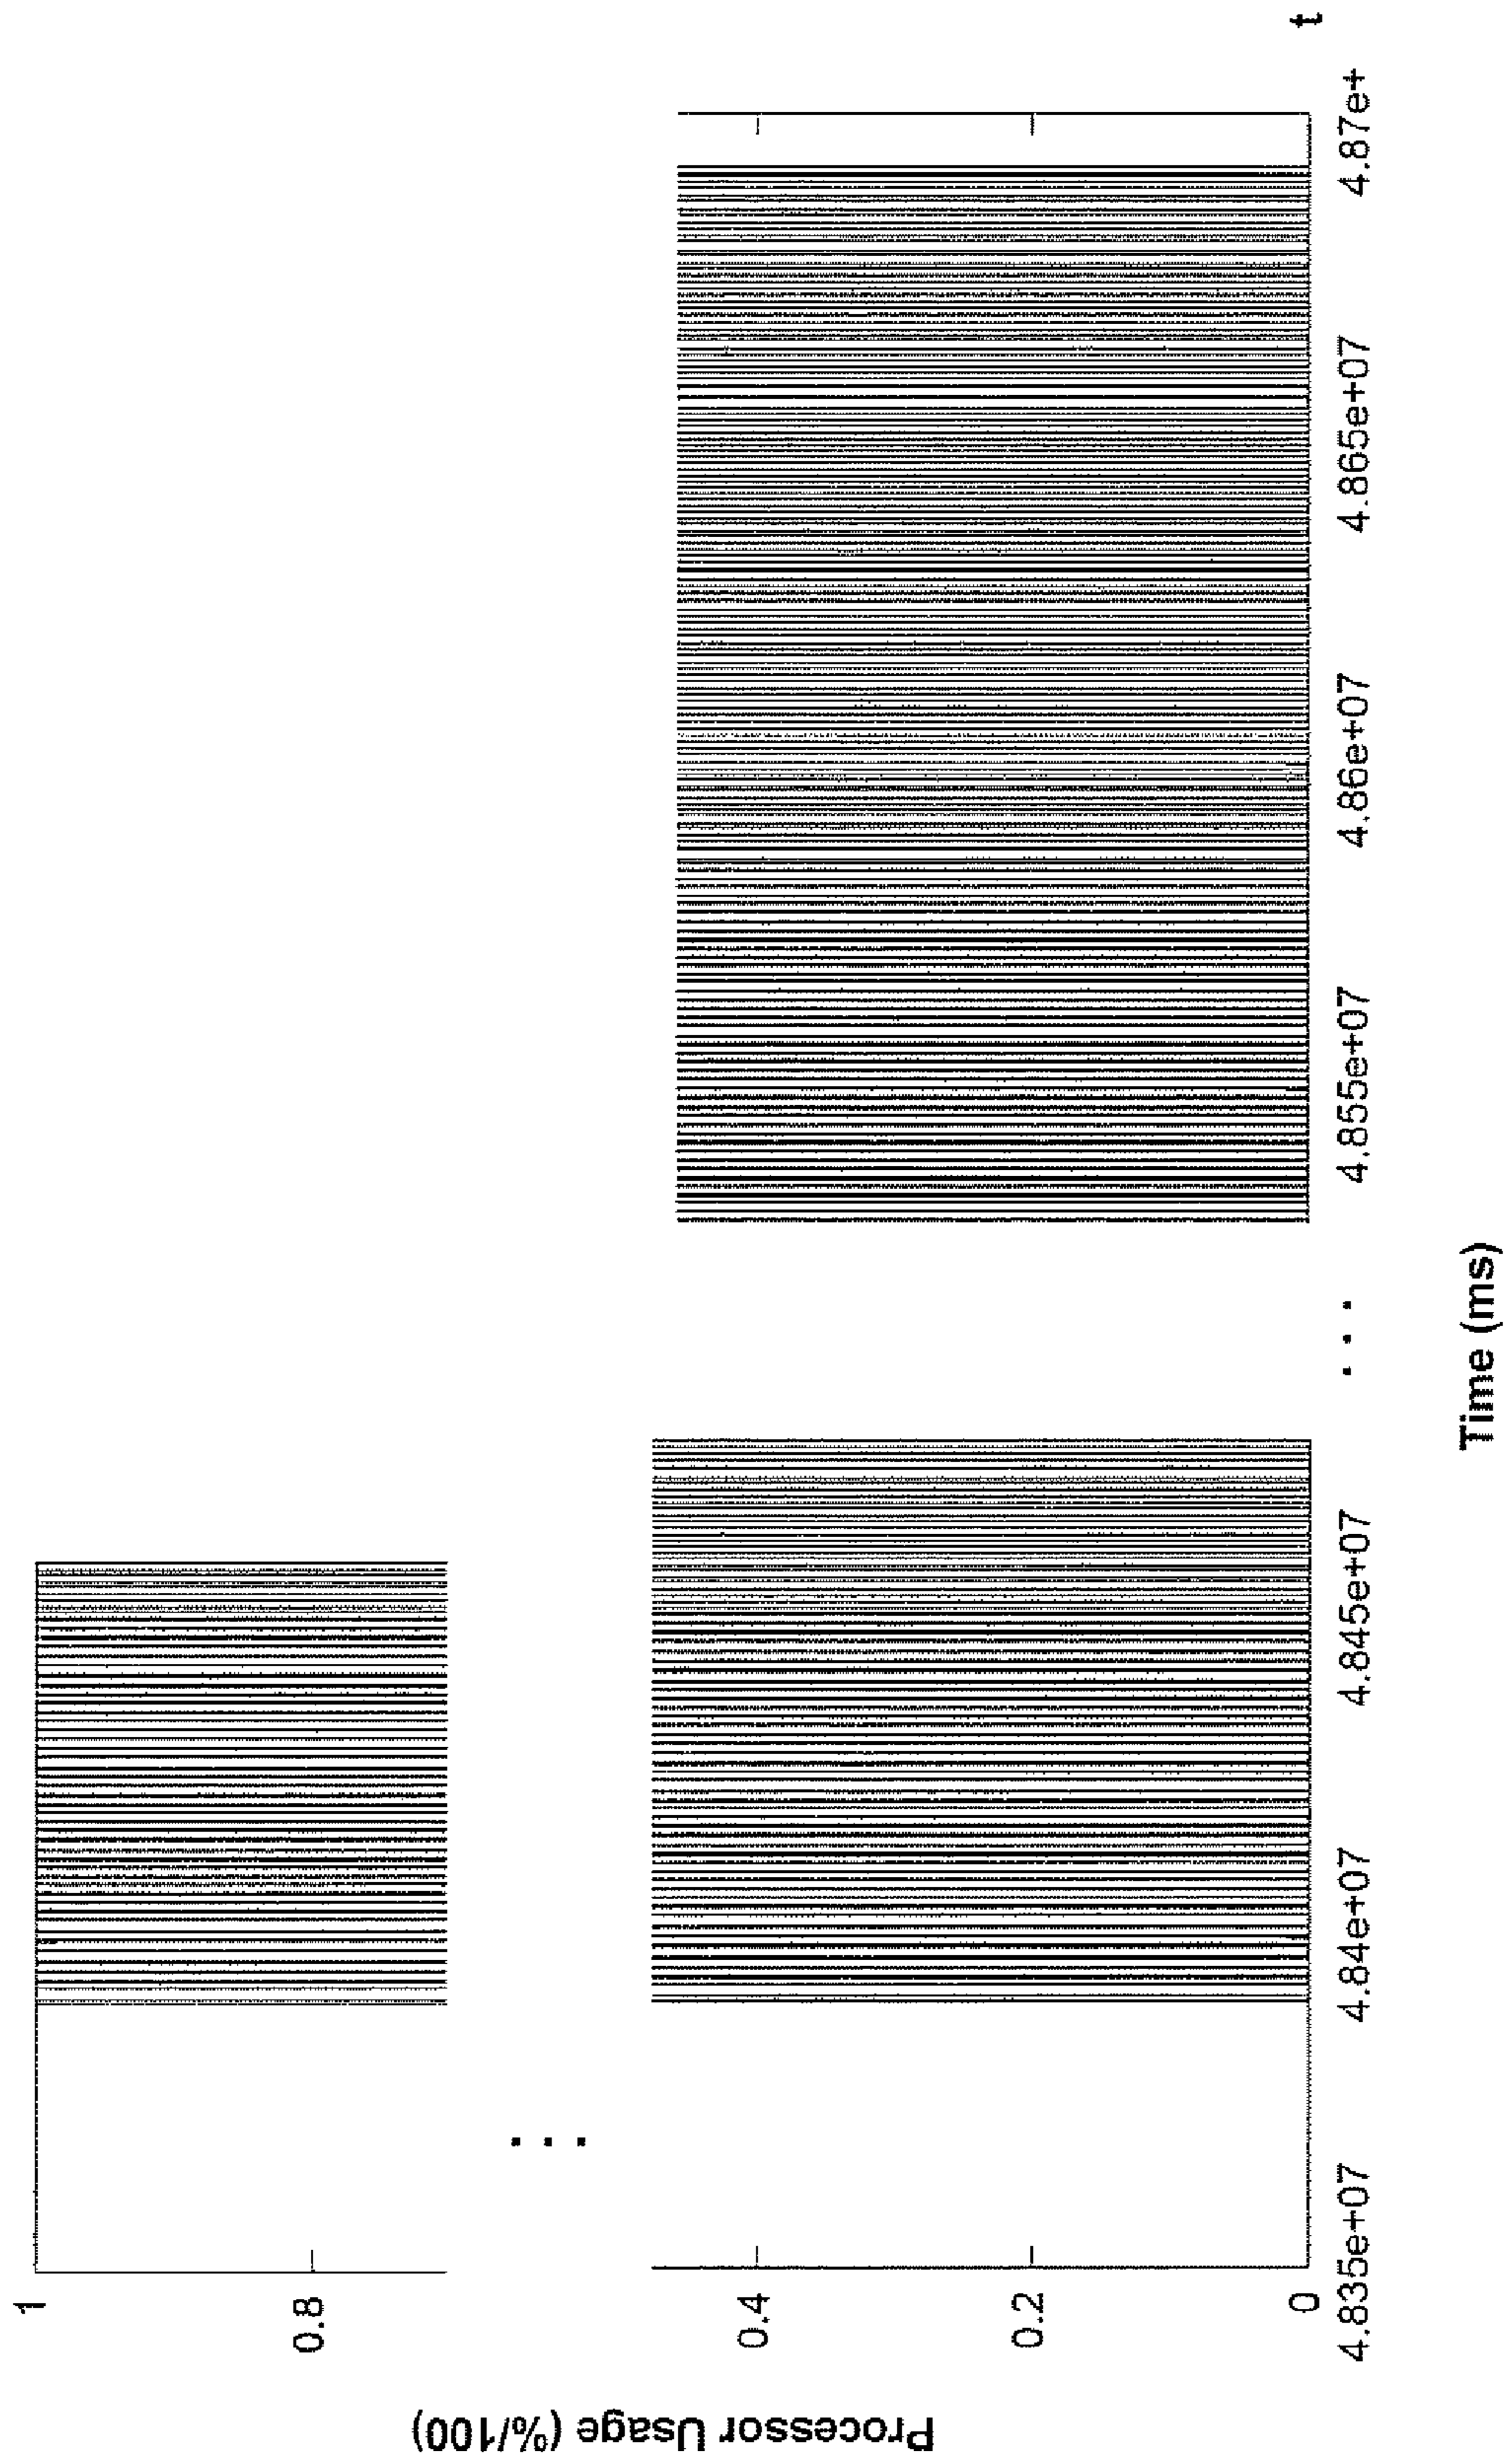 Processor Usage (%/100)
1
0.8
. . .
0.4
0.2
0
4.835e+07
4.84e+07
4.845e+07
. . .
4.855e+07
4.86e+07
4.865e+07
4.87e+
t
Time (ms)